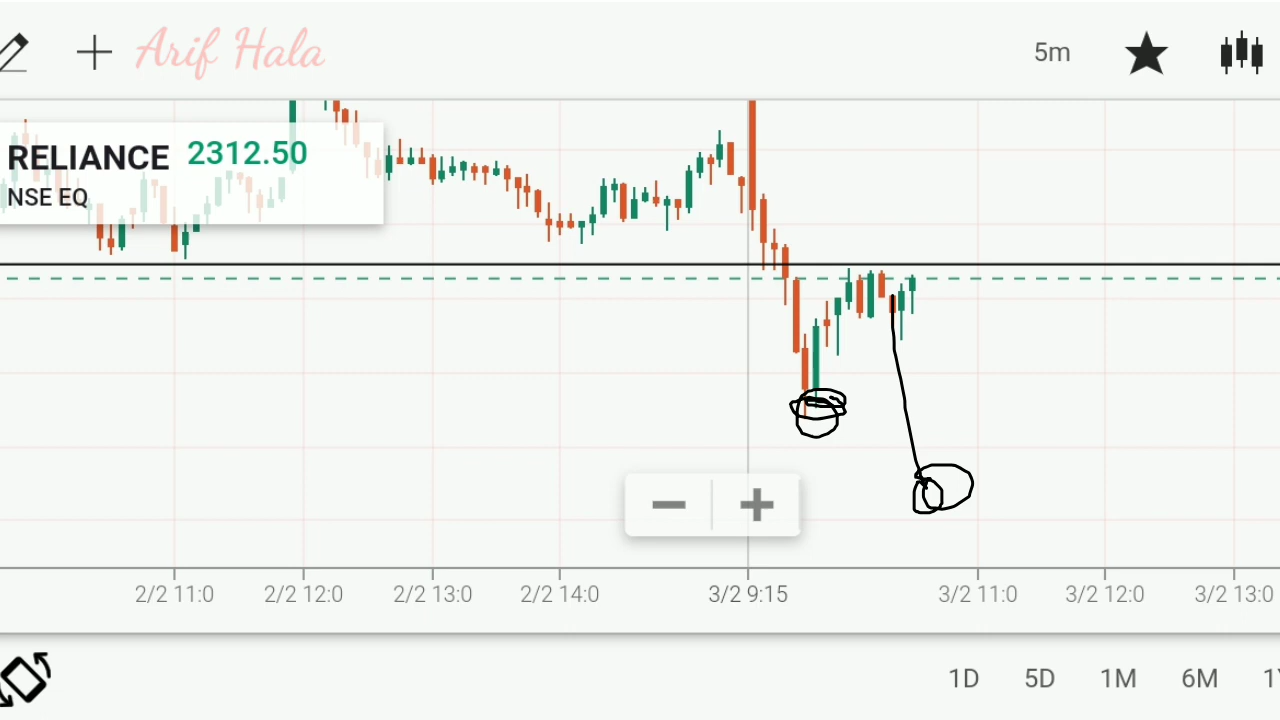 Arif Hala
5m
RELIANCE 2312.50
NSE EQ
2/2 11:0 2/2 12:0 2/2 13:0 2/2 14:0 3/2 9:15 3/2 11:0 3/2 12:0 3/2 13:0
1D 5D 1M 6M